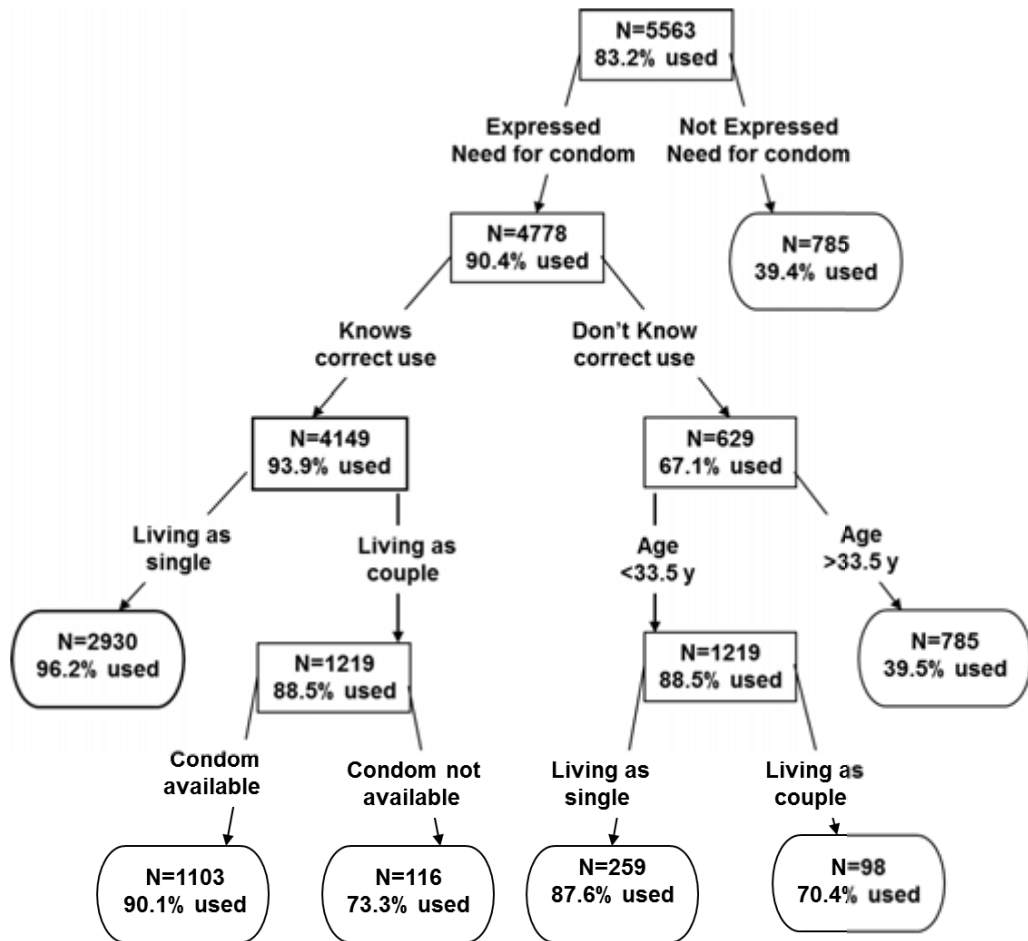 N=5563
83.2% used
Expressed
Need for condom
Not Expressed
Need for condom
N=4778
90.4% used
N=785
39.4% used
Knows
correct use
Don't Know
correct use
N=4149
93.9% used
N=629
67.1% used
Living as
single
Living as
couple
Age
<33.5 y
Age
>33.5 y
N=2930
96.2% used
N=1219
88.5% used
N=1219
88.5% used
N=785
39.5% used
Condom
available
Condom not
available
Living as
single
Living as
couple
N=1103
90.1% used
N=116
73.3% used
N=259
87.6% used
N=98
70.4% used